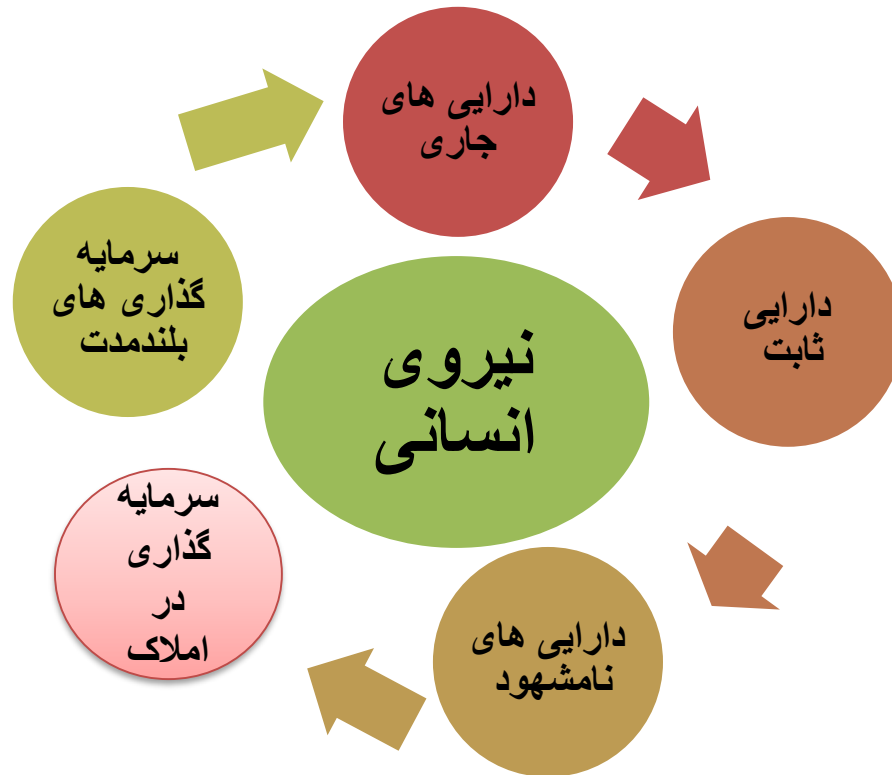 دارایی های
جاری
دارایی
ثابت
دارایی های
نامشهود
سرمایه
گذاری
در
املاک
سرمایه
گذاری های
بلندمدت
نیروی
انسانی